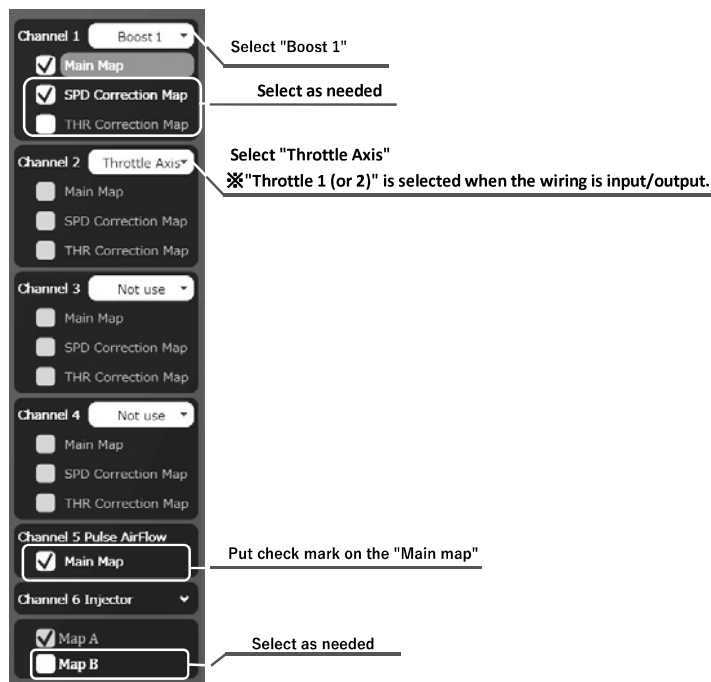 Channel 1 Boost 1
Select "Boost 1"
Main Map
SPD Correction Map
Select as needed
THR Correction Map
Channel 2 Throttle Axis
Select "Throttle Axis"
※"Throttle 1 (or 2)" is selected when the wiring is input/output.
Main Map
SPD Correction Map
THR Correction Map
Channel 3 Not use
Main Map
SPD Correction Map
THR Correction Map
Channel 4 Not use
Main Map
SPD Correction Map
THR Correction Map
Channel 5 Pulse AirFlow
Main Map
Put check mark on the "Main map"
Channel 6 Injector
Map A
Map B
Select as needed